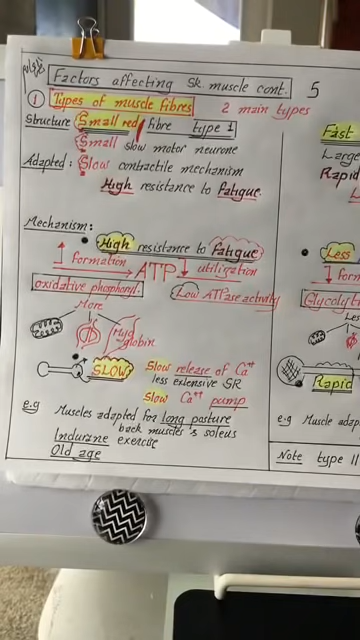 Factors affecting Sk. muscle cont. 5
1 Types of muscle fibres 2 main types
Structure Small red fibre type 1
Small slow motor neurone
Adapted: Slow contractile mechanism
High resistance to fatigue
Mechanism:
High resistance to fatigue
formation ATP utilization
oxidative phosphoryl. Low ATPase activity
More
Myoglobin
SLOW Slow release of Ca++
less extensive SR
Slow Ca++ pump
e.g Muscles adapted for long posture
back muscles & soleus
Indurane exercise
Old age
Fast
Large
Rapid
Less
form
Glycolyt
Les
Rapid
e.g Muscle adap
Note type II